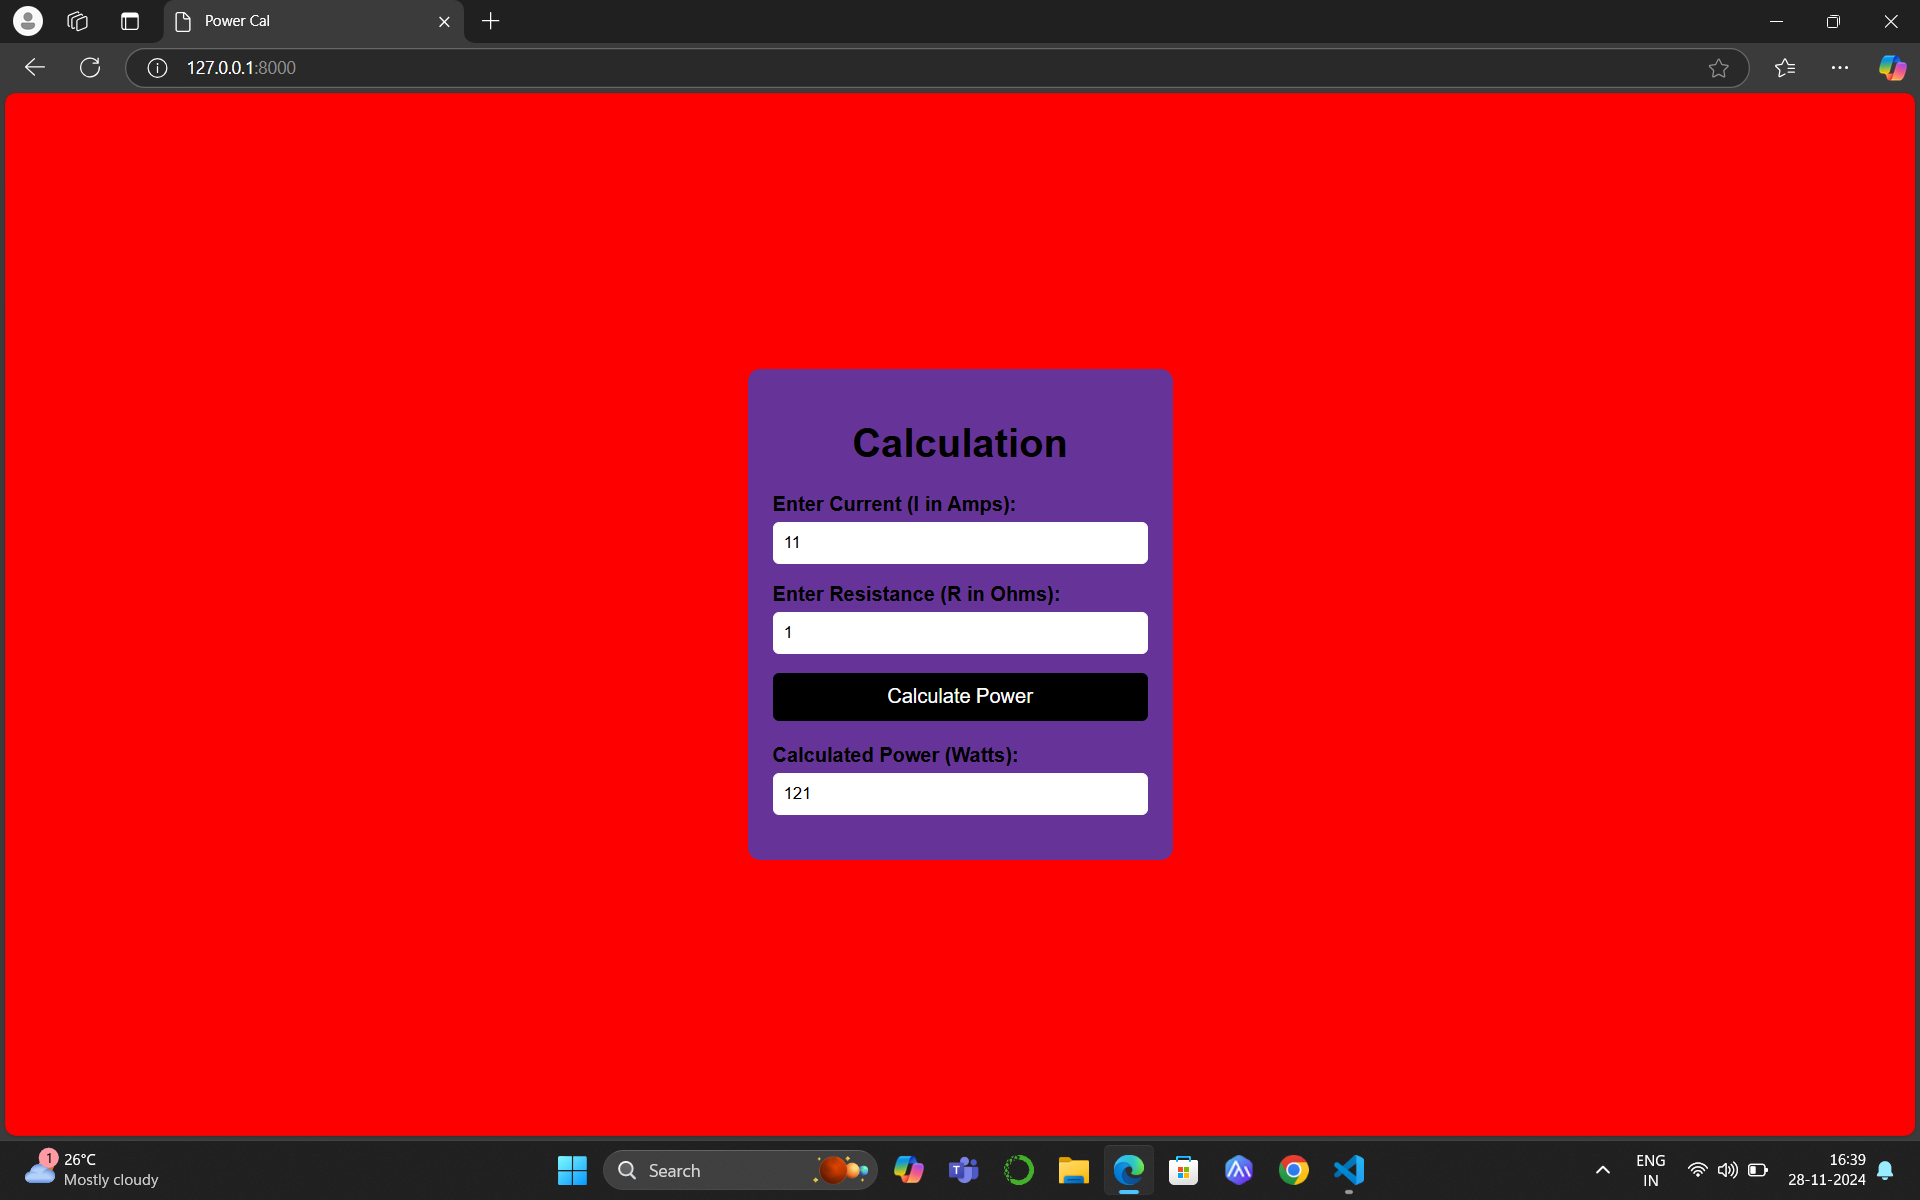 Power Cal
127.0.0.1:8000
Calculation
Enter Current (I in Amps):
11
Enter Resistance (R in Ohms):
1
Calculate Power
Calculated Power (Watts):
121
1
26°C
Mostly cloudy
Search
T
ENG
IN
16:39
28-11-2024